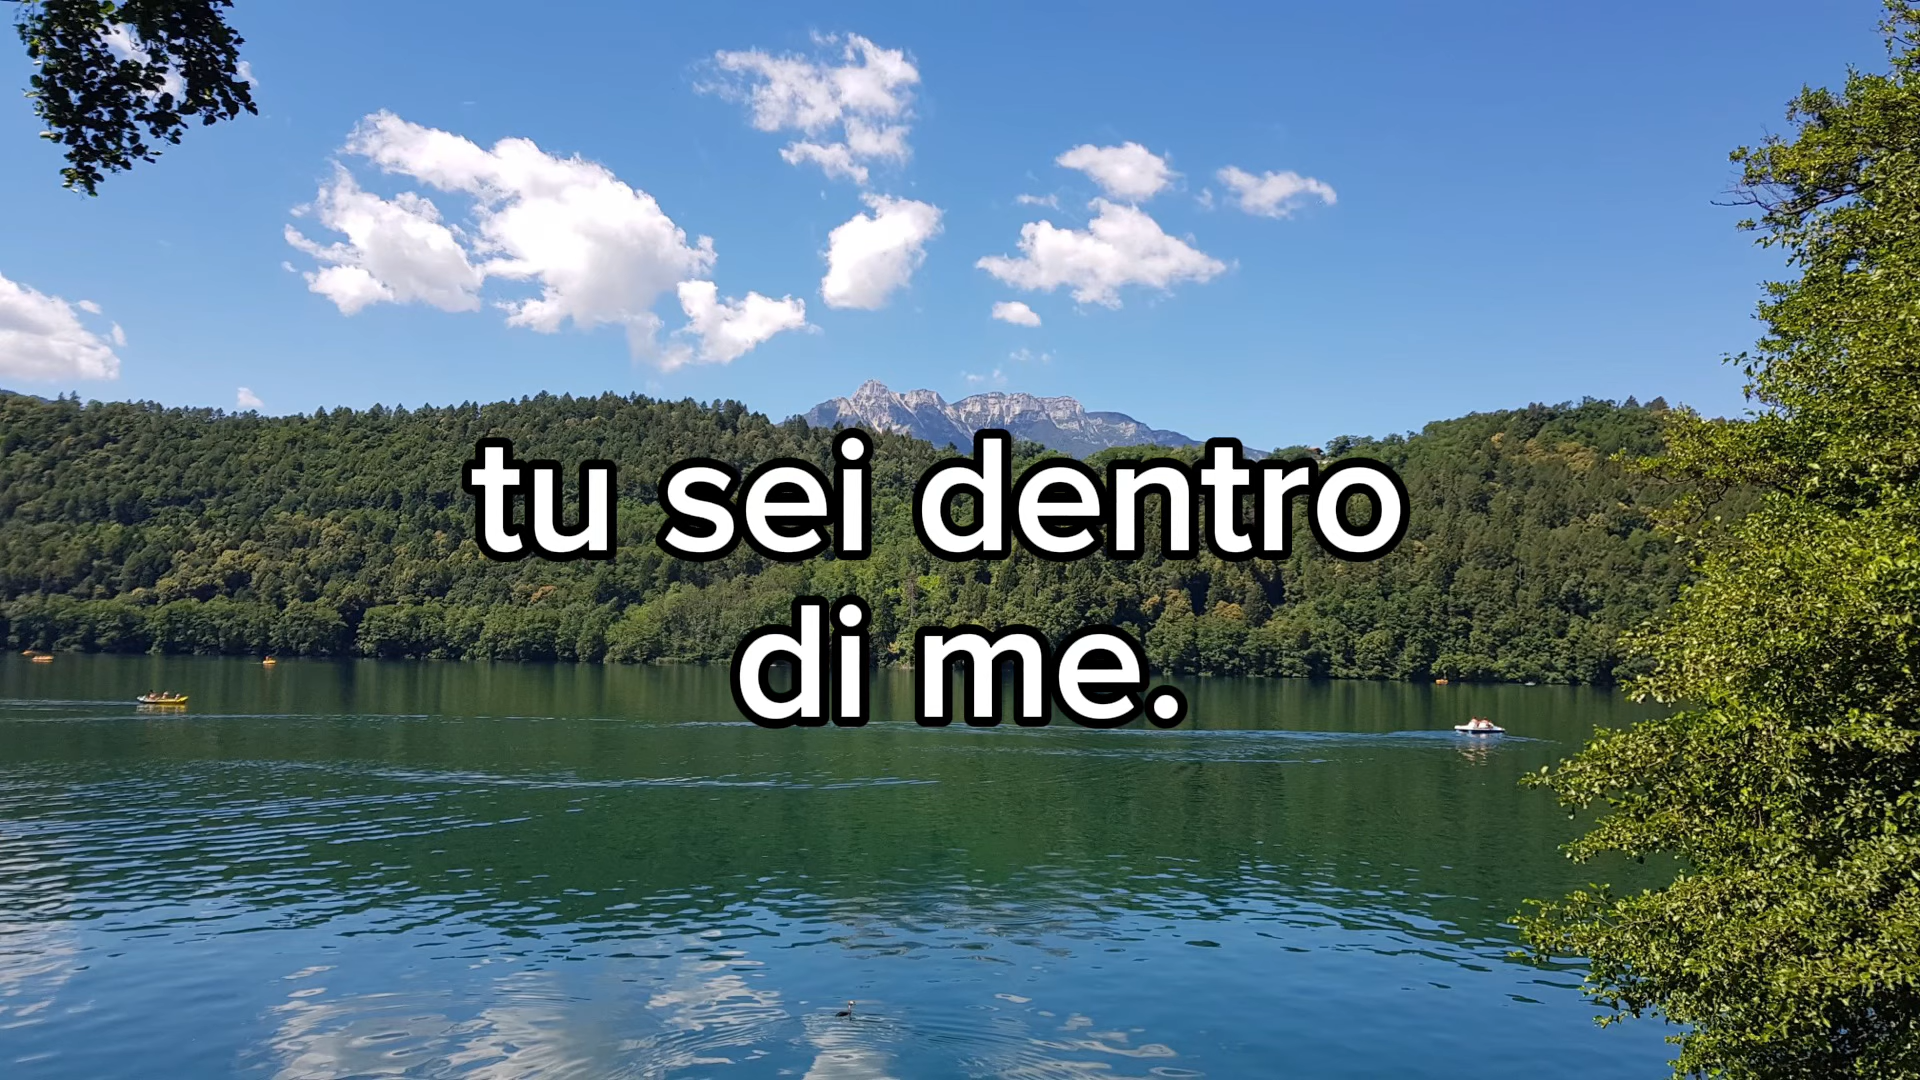 tu sei dentro
di me.